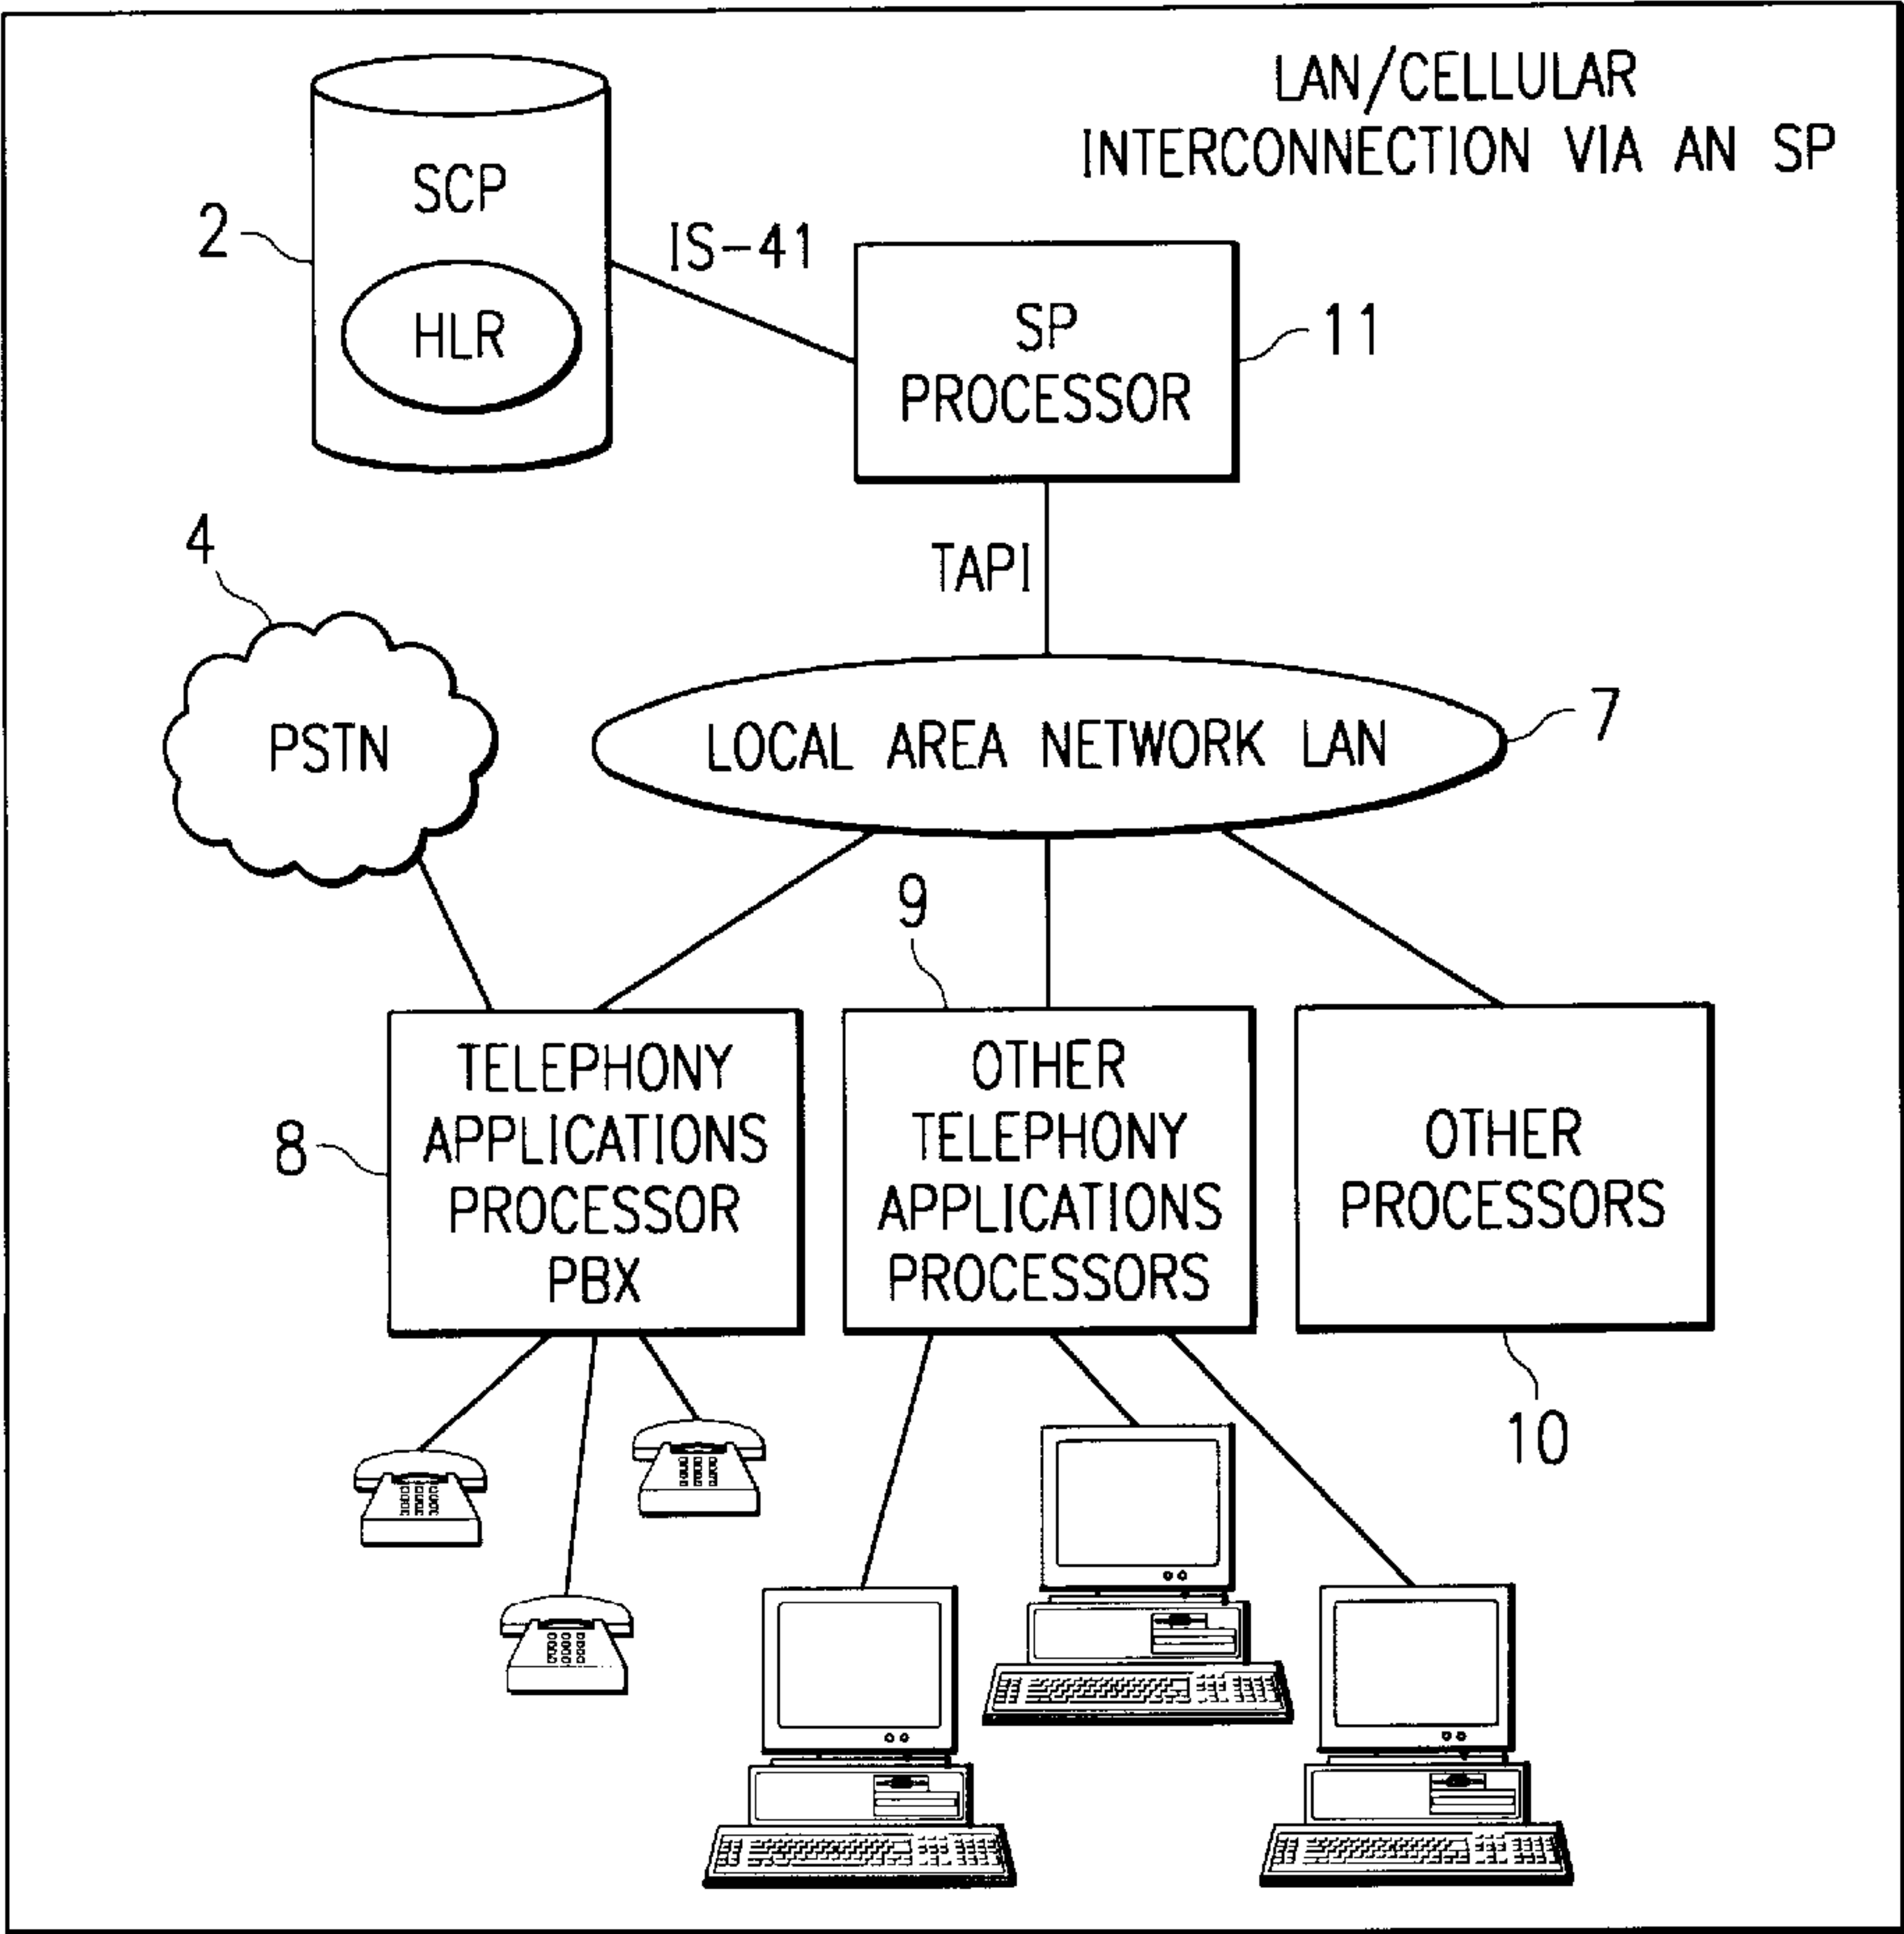 LAN/CELLULAR
INTERCONNECTION VIA AN SP
SCP
2
IS-41
HLR
SP
PROCESSOR
11
4
TAPI
PSTN
LOCAL AREA NETWORK LAN
7
9
TELEPHONY
APPLICATIONS
PROCESSOR
PBX
8
OTHER
TELEPHONY
APPLICATIONS
PROCESSORS
OTHER
PROCESSORS
10